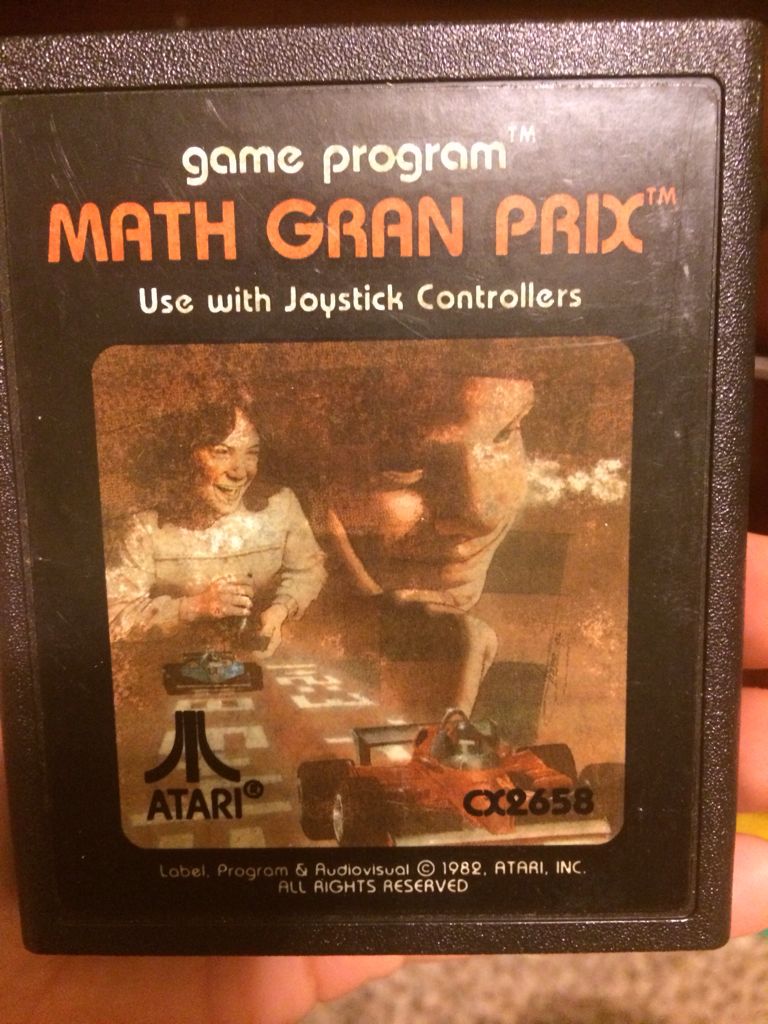 game program™
MATH GRAN PRIX™
Use with Joystick Controllers
ATARI®
CX2658
Label, Program & Audiovisual © 1982, ATARI, INC.
ALL RIGHTS RESERVED